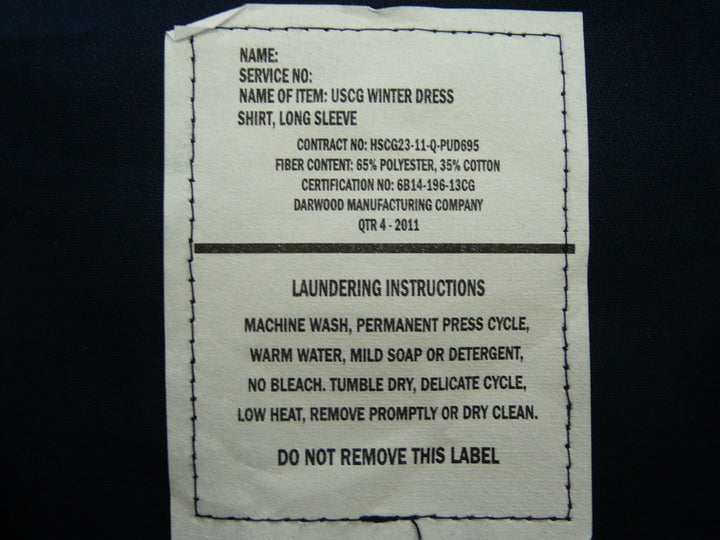 NAME:
SERVICE NO:
NAME OF ITEM: USCG WINTER DRESS
SHIRT, LONG SLEEVE
CONTRACT NO: HSCG23-11-Q-PUD695
FIBER CONTENT: 65% POLYESTER, 35% COTTON
CERTIFICATION NO: 6B14-196-13CG
DARWOOD MANUFACTURING COMPANY
QTR 4 - 2011
LAUNDERING INSTRUCTIONS
MACHINE WASH, PERMANENT PRESS CYCLE,
WARM WATER, MILD SOAP OR DETERGENT,
NO BLEACH. TUMBLE DRY, DELICATE CYCLE,
LOW HEAT, REMOVE PROMPTLY OR DRY CLEAN.
DO NOT REMOVE THIS LABEL